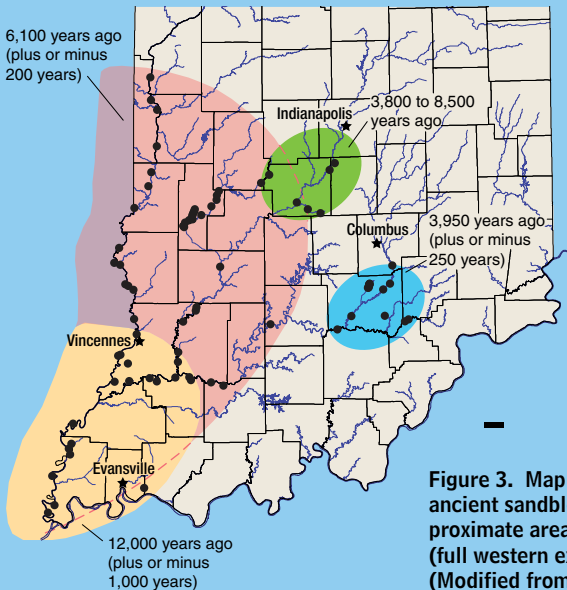 6,100 years ago
(plus or minus
200 years)
Indianapolis
3,800 to 8,500
years ago
Columbus
3,950 years ago
(plus or minus
250 years)
Vincennes
Evansville
12,000 years ago
(plus or minus
1,000 years)
Figure 3. Map
ancient sandbl
proximate area
(full western ex
(Modified from